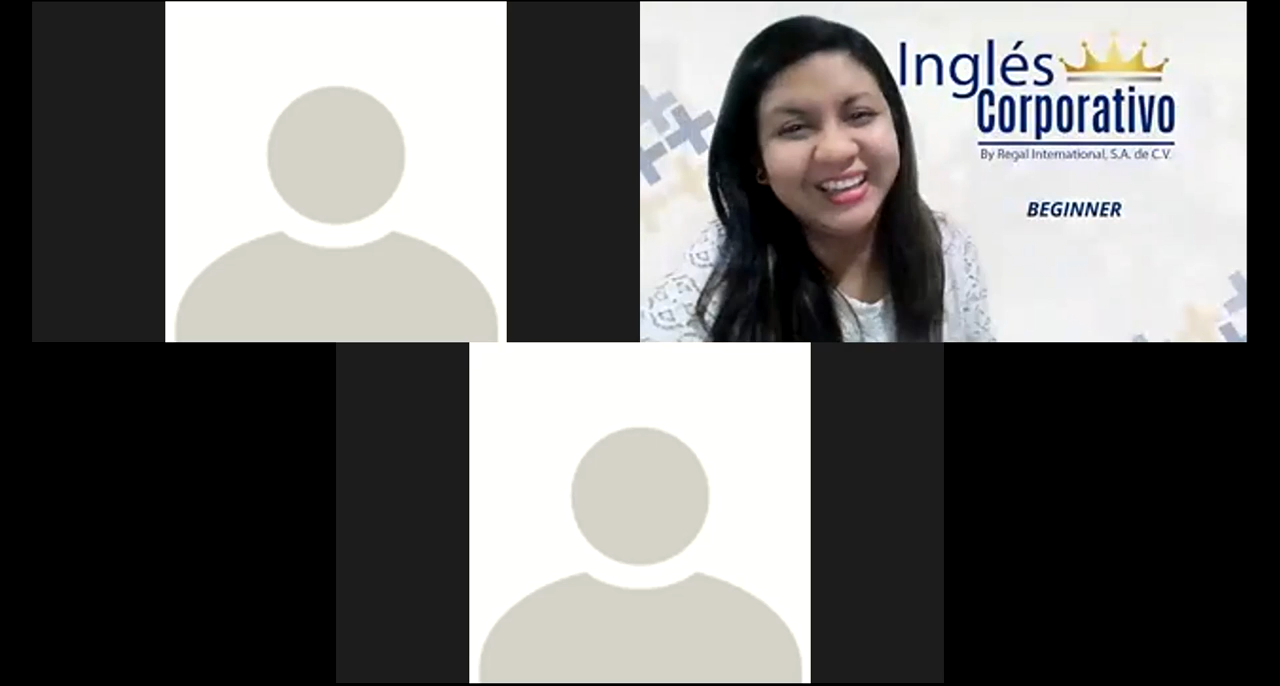 Inglés
Corporativo
By Regal International, S.A. de C.V.
BEGINNER